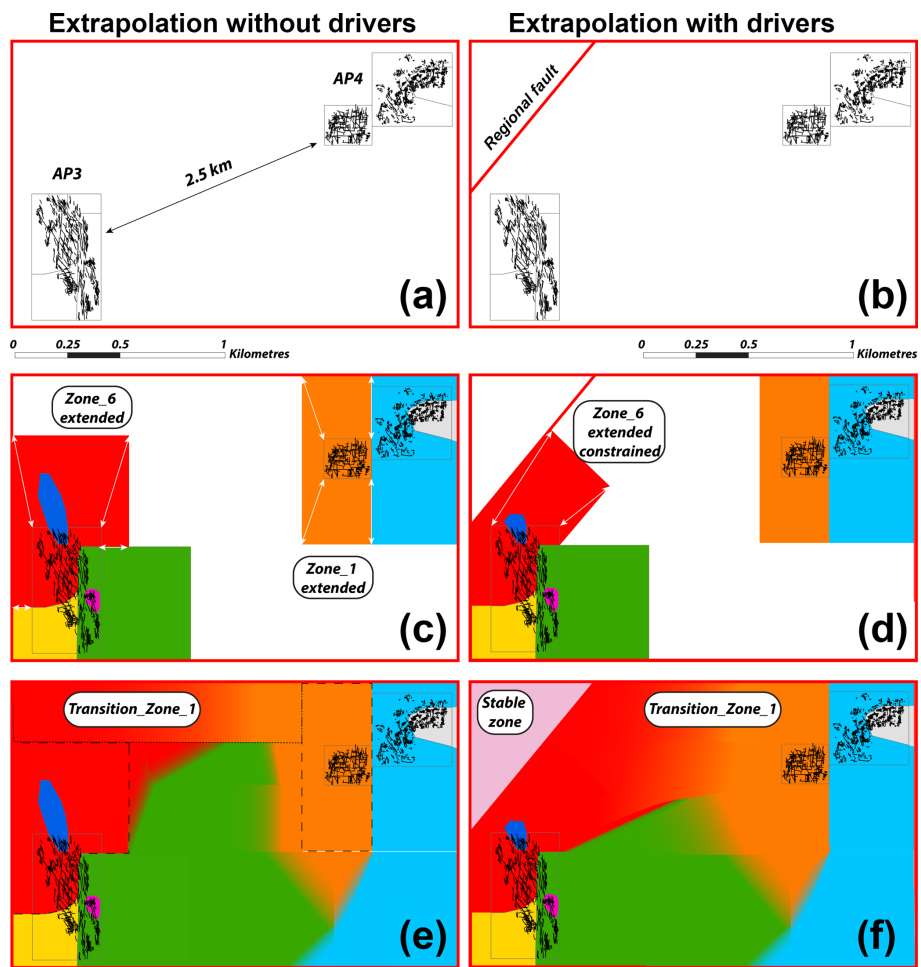 Extrapolation without drivers
Extrapolation with drivers
AP4
2.5 km
AP3
(a)
Regional fault
(b)
0 0.25 0.5 1
Kilometres
0 0.25 0.5 1
Kilometres
Zone_6
extended
Zone_1
extended
(c)
Zone_6
extended
constrained
(d)
Transition_Zone_1
(e)
Stable
zone
Transition_Zone_1
(f)